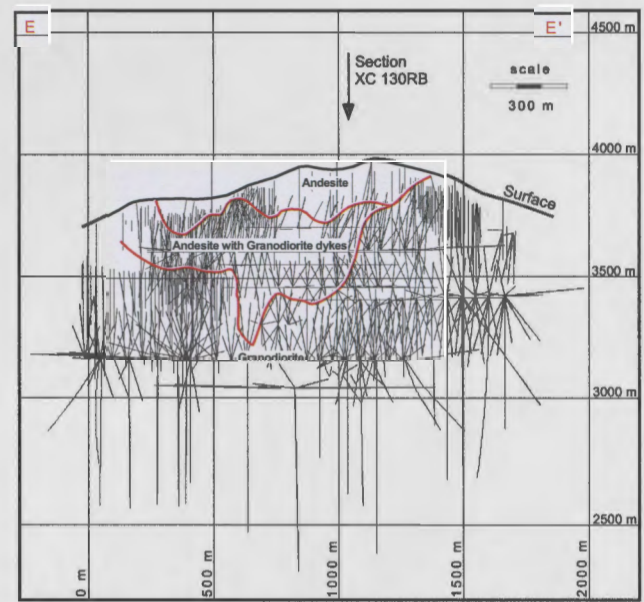 E
E'
4500 m
Section
XC 130RB
scale
300 m
4000 m
Andesite
Surface
Andesite with Granodiorite dykes
3500 m
Granodiorite
3000 m
2500 m
0 m
500 m
1000 m
1500 m
2000 m